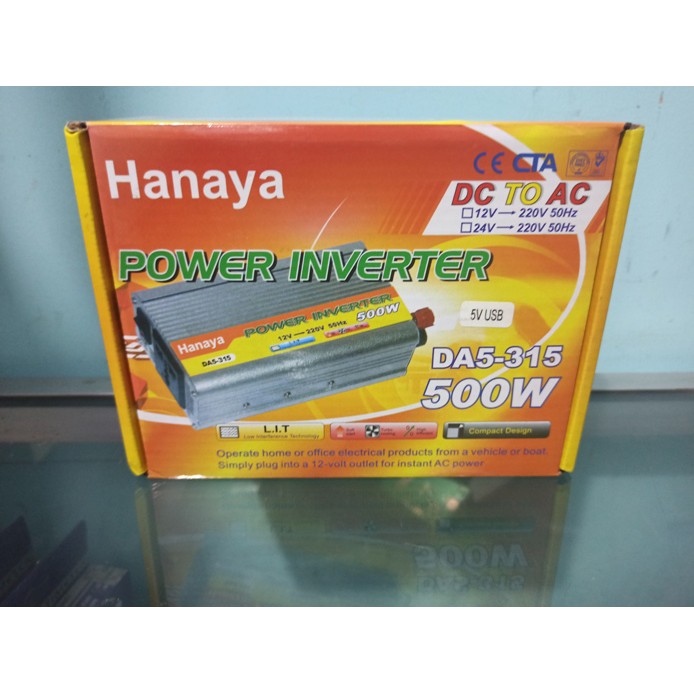 Hanaya
CE CTA
DC TO AC
12V → 220V 50Hz
24V → 220V 50Hz
POWER INVERTER
POWER INVERTER
500W
12V → 220V 50Hz
Hanaya
DA5-315
5V USB
DA5-315
500W
L.I.T
Low Interference Technology
Compact Design
Operate home or office electrical products from a vehicle or boat.
Simply plug into a 12-volt outlet for instant AC power